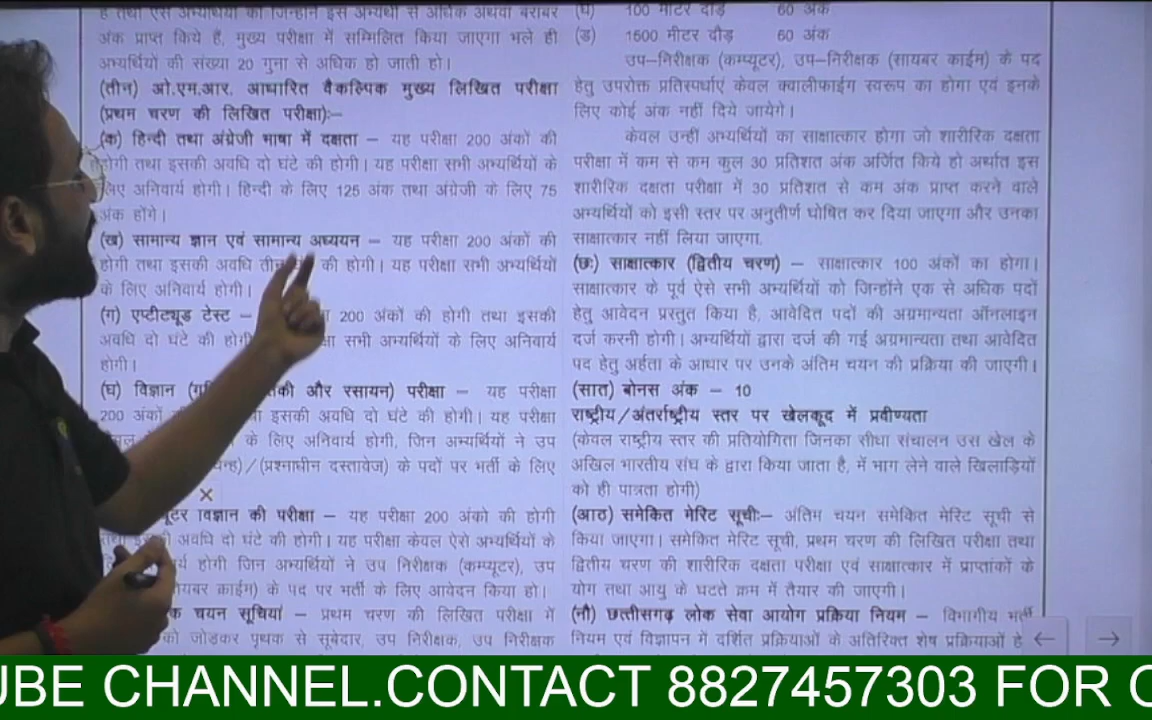 है तथा ऐसे अभ्यर्थियों को जिन्होंने इस अभ्यर्थी से अधिक अथवा बराबर
अंक प्राप्त किये हैं, मुख्य परीक्षा में सम्मिलित किया जाएगा भले ही
अभ्यर्थियों की संख्या 20 गुना से अधिक हो जाती हो।
(तीन) ओ.एम.आर. आधारित वैकल्पिक मुख्य लिखित परीक्षा
(प्रथम चरण की लिखित परीक्षा):–
(क) हिन्दी तथा अंग्रेजी भाषा में दक्षता – यह परीक्षा 200 अंकों की
होगी तथा इसकी अवधि दो घंटे की होगी। यह परीक्षा सभी अभ्यर्थियों के
लिए अनिवार्य होगी। हिन्दी के लिए 125 अंक तथा अंग्रेजी के लिए 75
अंक होंगे।
(ख) सामान्य ज्ञान एवं सामान्य अध्ययन – यह परीक्षा 200 अंकों की
होगी तथा इसकी अवधि तीन की होगी। यह परीक्षा सभी अभ्यर्थियों
के लिए अनिवार्य होगी।
(ग) एप्टीट्यूड टेस्ट – 200 अंकों की होगी तथा इसकी
अवधि दो घंटे की होगी सभी अभ्यर्थियों के लिए अनिवार्य
होगी।
(घ) विज्ञान और रसायन) परीक्षा – यह परीक्षा
200 अंकों इसकी अवधि दो घंटे की होगी। यह परीक्षा
के लिए अनिवार्य होगी, जिन अभ्यर्थियों ने उप
(प्रश्नाधीन दस्तावेज) के पदों पर भर्ती के लिए
विज्ञान की परीक्षा – यह परीक्षा 200 अंको की होगी
तथा अवधि दो घंटे की होगी। यह परीक्षा केवल ऐसे अभ्यर्थियों के
होगी जिन अभ्यर्थियों ने उप निरीक्षक (कम्प्यूटर), उप
काईम) के पद पर भर्ती के लिए आवेदन किया हो।
चयन सूचियां – प्रथम चरण की लिखित परीक्षा में
को जोडकर पृथक से सूबेदार, उप निरीक्षक, उप निरीक्षक
(घ) 100 मीटर दौड़ 60 अंक
(ड) 1500 मीटर दौड़ 60 अंक
उप–निरीक्षक (कम्प्यूटर), उप–निरीक्षक (सायबर काईम) के पद
हेतु उपरोक्त प्रतिस्पर्धाएं केवल क्वालीफाईंग स्वरूप का होगा एवं इनके
लिए कोई अंक नहीं दिये जायेगे।
केवल उन्हीं अभ्यर्थियों का साक्षात्कार होगा जो शारीरिक दक्षता
परीक्षा में कम से कम कुल 30 प्रतिशत अंक अर्जित किये हो अर्थात इस
शारीरिक दक्षता परीक्षा में 30 प्रतिशत से कम अंक प्राप्त करने वाले
अभ्यर्थियों को इसी स्तर पर अनुतीर्ण घोषित कर दिया जाएगा और उनका
साक्षात्कार नहीं लिया जाएगा.
(छः) साक्षात्कार (द्वितीय चरण) – साक्षात्कार 100 अंकों का होगा।
साक्षात्कार के पूर्व ऐसे सभी अभ्यर्थियों को जिन्होंने एक से अधिक पदों
हेतु आवेदन प्रस्तुत किया है, आवेदित पदों की अग्रमान्यता ऑनलाइन
दर्ज करनी होगी। अभ्यर्थियों द्वारा दर्ज की गई अग्रमान्यता तथा आवेदित
पद हेतु अर्हता के आधार पर उनके अंतिम चयन की प्रक्रिया की जाएगी।
(सात) बोनस अंक – 10
राष्ट्रीय/अंतर्राष्ट्रीय स्तर पर खेलकूद में प्रवीण्यता
(केवल राष्ट्रीय स्तर की प्रतियोगिता जिनका सीधा संचालन उस खेल के
अखिल भारतीय संघ के द्वारा किया जाता है, में भाग लेने वाले खिलाड़ियों
को ही पात्रता होगी)
(आठ) समेकित मेरिट सूचीः– अंतिम चयन समेकित मेरिट सूची से
किया जाएगा। समेकित मेरिट सूची, प्रथम चरण की लिखित परीक्षा तथा
द्वितीय चरण की शारीरिक दक्षता परीक्षा एवं साक्षात्कार में प्राप्तांकों के
योग तथा आयु के घटते क्रम में तैयार की जाएगी।
(नौ) छत्तीसगढ़ लोक सेवा आयोग प्रक्रिया नियम – विभागीय भर्ती
नियम एवं विज्ञापन में दर्शित प्रक्रियाओं के अतिरिक्त शेष प्रक्रियाओं हे
UBE CHANNEL.CONTACT 8827457303 FOR